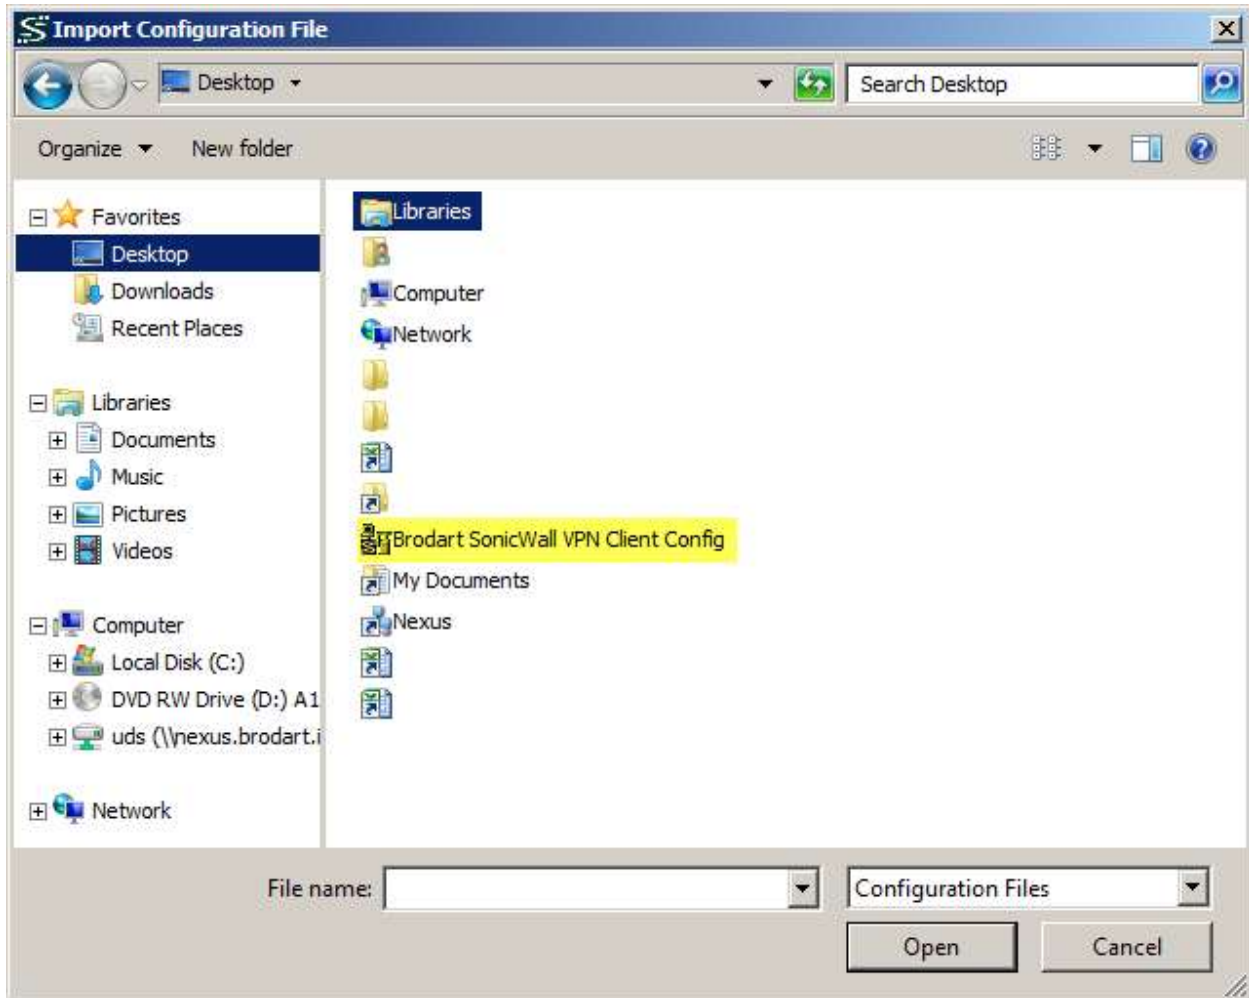 Import Configuration File
Desktop
Search Desktop
Organize
New folder
Favorites
Desktop
Downloads
Recent Places
Libraries
Documents
Music
Pictures
Videos
Computer
Local Disk (C:)
DVD RW Drive (D:) A1
uds (\\nexus.brodart.i
Network
Libraries
Computer
Network
Brodart SonicWall VPN Client Config
My Documents
Nexus
File name:
Configuration Files
Open
Cancel